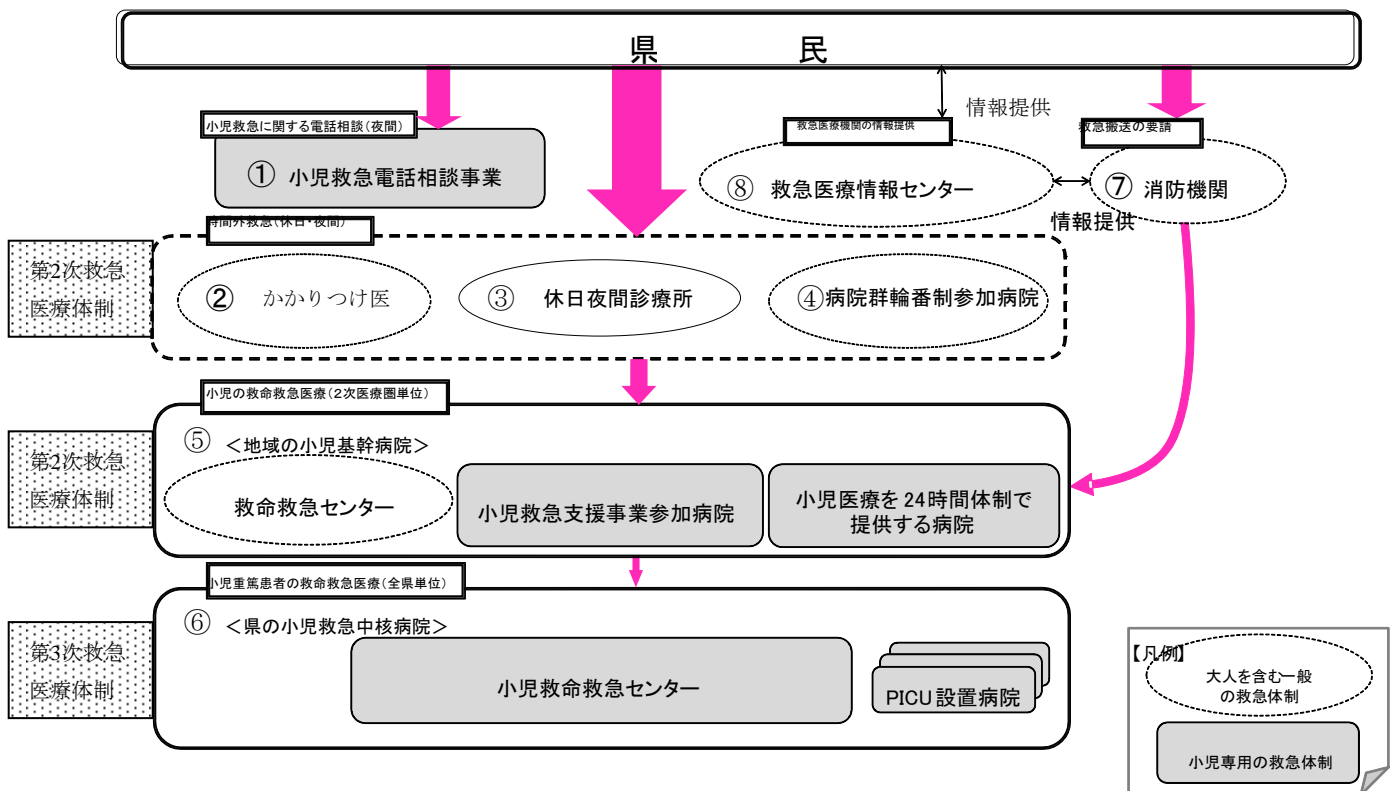 県　　　民
情報提供
小児救急に関する電話相談（夜間）
① 小児救急電話相談事業
救急医療機関の情報提供
⑧ 救急医療情報センター
救急搬送の要請
⑦ 消防機関
情報提供
時間外救急（休日・夜間）
第2次救急
医療体制
② かかりつけ医
③ 休日夜間診療所
④病院群輪番制参加病院
小児の救命救急医療（２次医療圏単位）
第2次救急
医療体制
⑤ ＜地域の小児基幹病院＞
救命救急センター
小児救急支援事業参加病院
小児医療を24時間体制で
提供する病院
小児重篤患者の救命救急医療（全県単位）
第3次救急
医療体制
⑥ ＜県の小児救急中核病院＞
小児救命救急センター
PICU設置病院
【凡例】
大人を含む一般
の救急体制
小児専用の救急体制